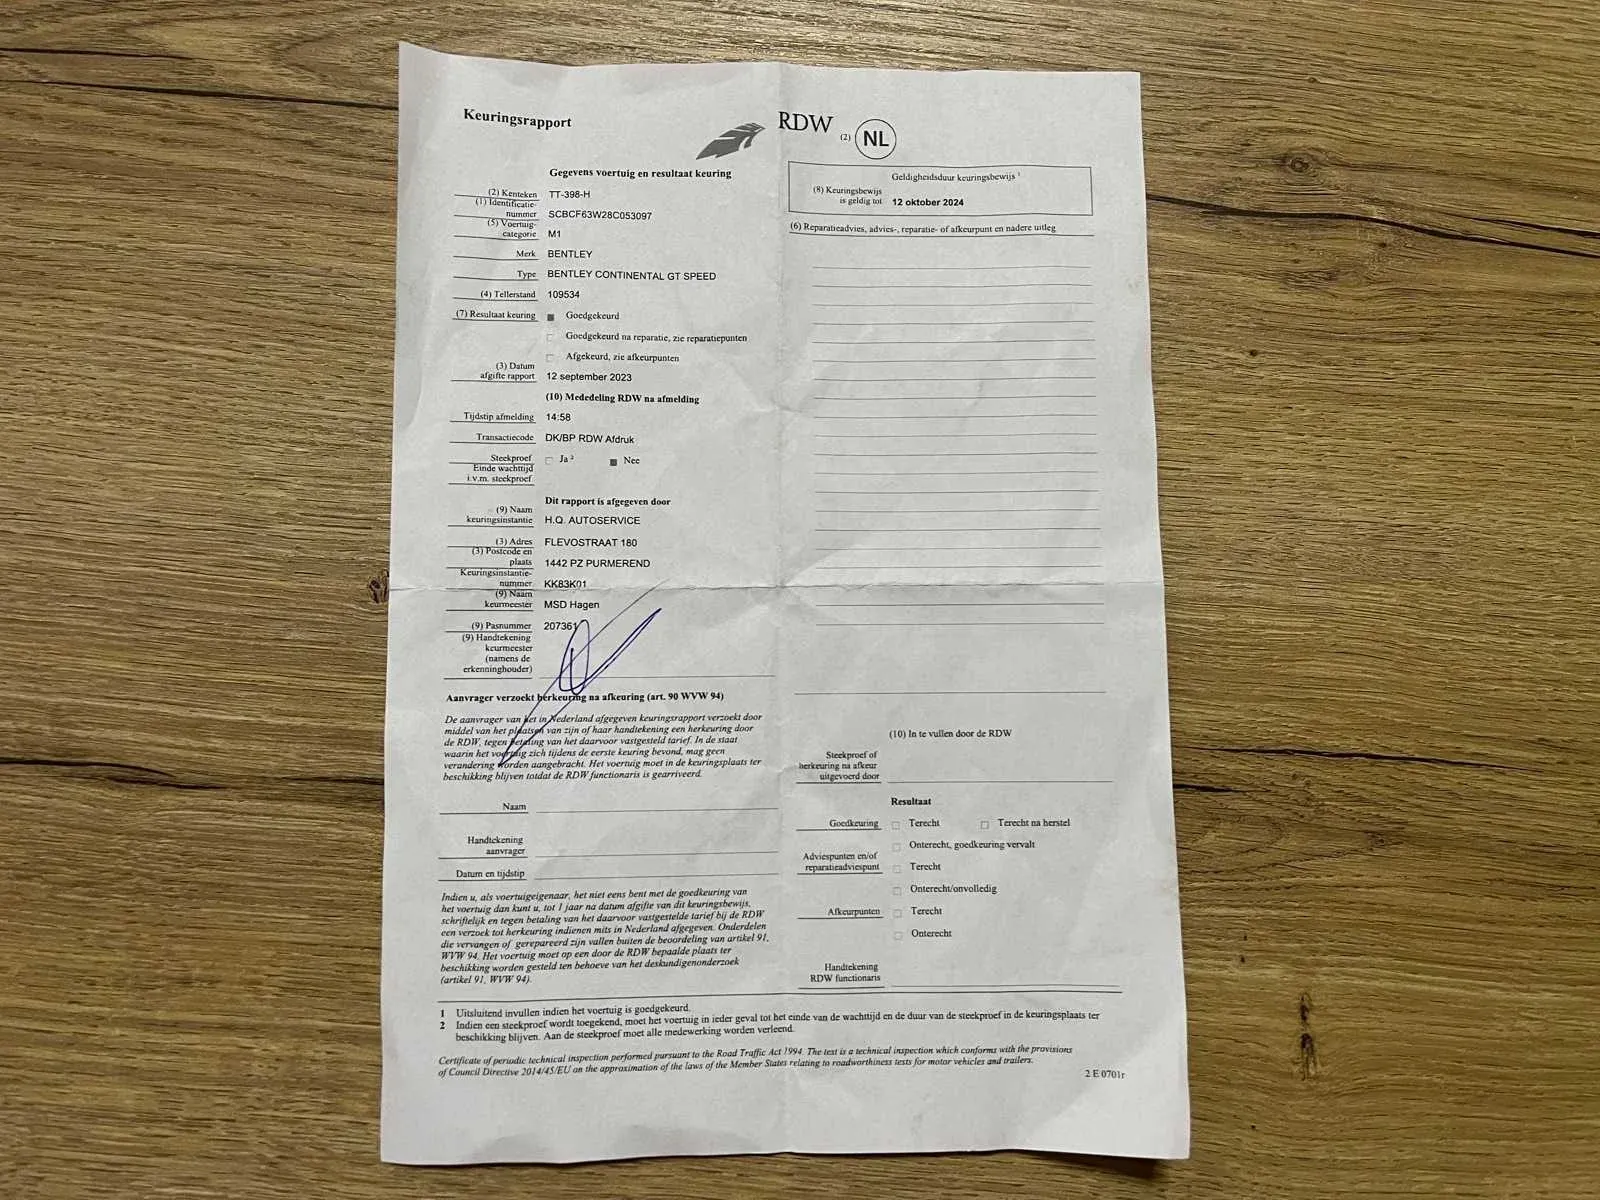 Keuringsrapport
RDW
(2) NL
Gegevens voertuig en resultaat keuring
(2) Kenteken TT-398-H
(1) Identificatie-
nummer SCBCF63W28C053097
(5) Voertuig-
categorie M1
Merk BENTLEY
Type BENTLEY CONTINENTAL GT SPEED
(4) Tellerstand 109534
(7) Resultaat keuring Goedgekeurd
Goedgekeurd na reparatie, zie reparatiepunten
Afgekeurd, zie afkeurpunten
(3) Datum
afgifte rapport 12 september 2023
(10) Mededeling RDW na afmelding
Tijdstip afmelding 14:58
Transactiecode DK/BP RDW Afdruk
Steekproef Ja ² Nee
Einde wachttijd
i.v.m. steekproef
Dit rapport is afgegeven door
(9) Naam
keuringsinstantie H.Q. AUTOSERVICE
(3) Adres FLEVOSTRAAT 180
(3) Postcode en
plaats 1442 PZ PURMEREND
Keuringsinstantie-
nummer KK83K01
(9) Naam
keurmeester MSD Hagen
(9) Pasnummer 207361
(9) Handtekening
keurmeester
(namens de
erkenninghouder)
Aanvrager verzoekt herkeuring na afkeuring (art. 90 WVW 94)
De aanvrager van het in Nederland afgegeven keuringsrapport verzoekt door
middel van het plaatsen van zijn of haar handtekening een herkeuring door
de RDW, tegen betaling van het daarvoor vastgesteld tarief. In de staat
waarin het voertuig zich tijdens de eerste keuring bevond, mag geen
verandering worden aangebracht. Het voertuig moet in de keuringsplaats ter
beschikking blijven totdat de RDW functionaris is gearriveerd.
Naam
Handtekening
aanvrager
Datum en tijdstip
Indien u, als voertuigeigenaar, het niet eens bent met de goedkeuring van
het voertuig dan kunt u, tot 1 jaar na datum afgifte van dit keuringsbewijs,
schriftelijk en tegen betaling van het daarvoor vastgestelde tarief bij de RDW
een verzoek tot herkeuring indienen mits in Nederland afgegeven. Onderdelen
die vervangen of gerepareerd zijn vallen buiten de beoordeling van artikel 91,
WVW 94. Het voertuig moet op een door de RDW bepaalde plaats ter
beschikking worden gesteld ten behoeve van het deskundigenonderzoek
(artikel 91, WVW 94).
Geldigheidsduur keuringsbewijs ¹
(8) Keuringsbewijs
is geldig tot 12 oktober 2024
(6) Reparatieadvies, advies-, reparatie- of afkeurpunt en nadere uitleg
(10) In te vullen door de RDW
Steekproef of
herkeuring na afkeur
uitgevoerd door
Resultaat
Goedkeuring Terecht Terecht na herstel
Onterecht, goedkeuring vervalt
Adviespunten en/of
reparatieadviespunt Terecht
Onterecht/onvolledig
Afkeurpunten Terecht
Onterecht
Handtekening
RDW functionaris
1 Uitsluitend invullen indien het voertuig is goedgekeurd.
2 Indien een steekproef wordt toegekend, moet het voertuig in ieder geval tot het einde van de wachttijd en de duur van de steekproef in de keuringsplaats ter
beschikking blijven. Aan de steekproef moet alle medewerking worden verleend.
Certificate of periodic technical inspection performed pursuant to the Road Traffic Act 1994. The test is a technical inspection which conforms with the provisions
of Council Directive 2014/45/EU on the approximation of the laws of the Member States relating to roadworthiness tests for motor vehicles and trailers.
2 E 0701r